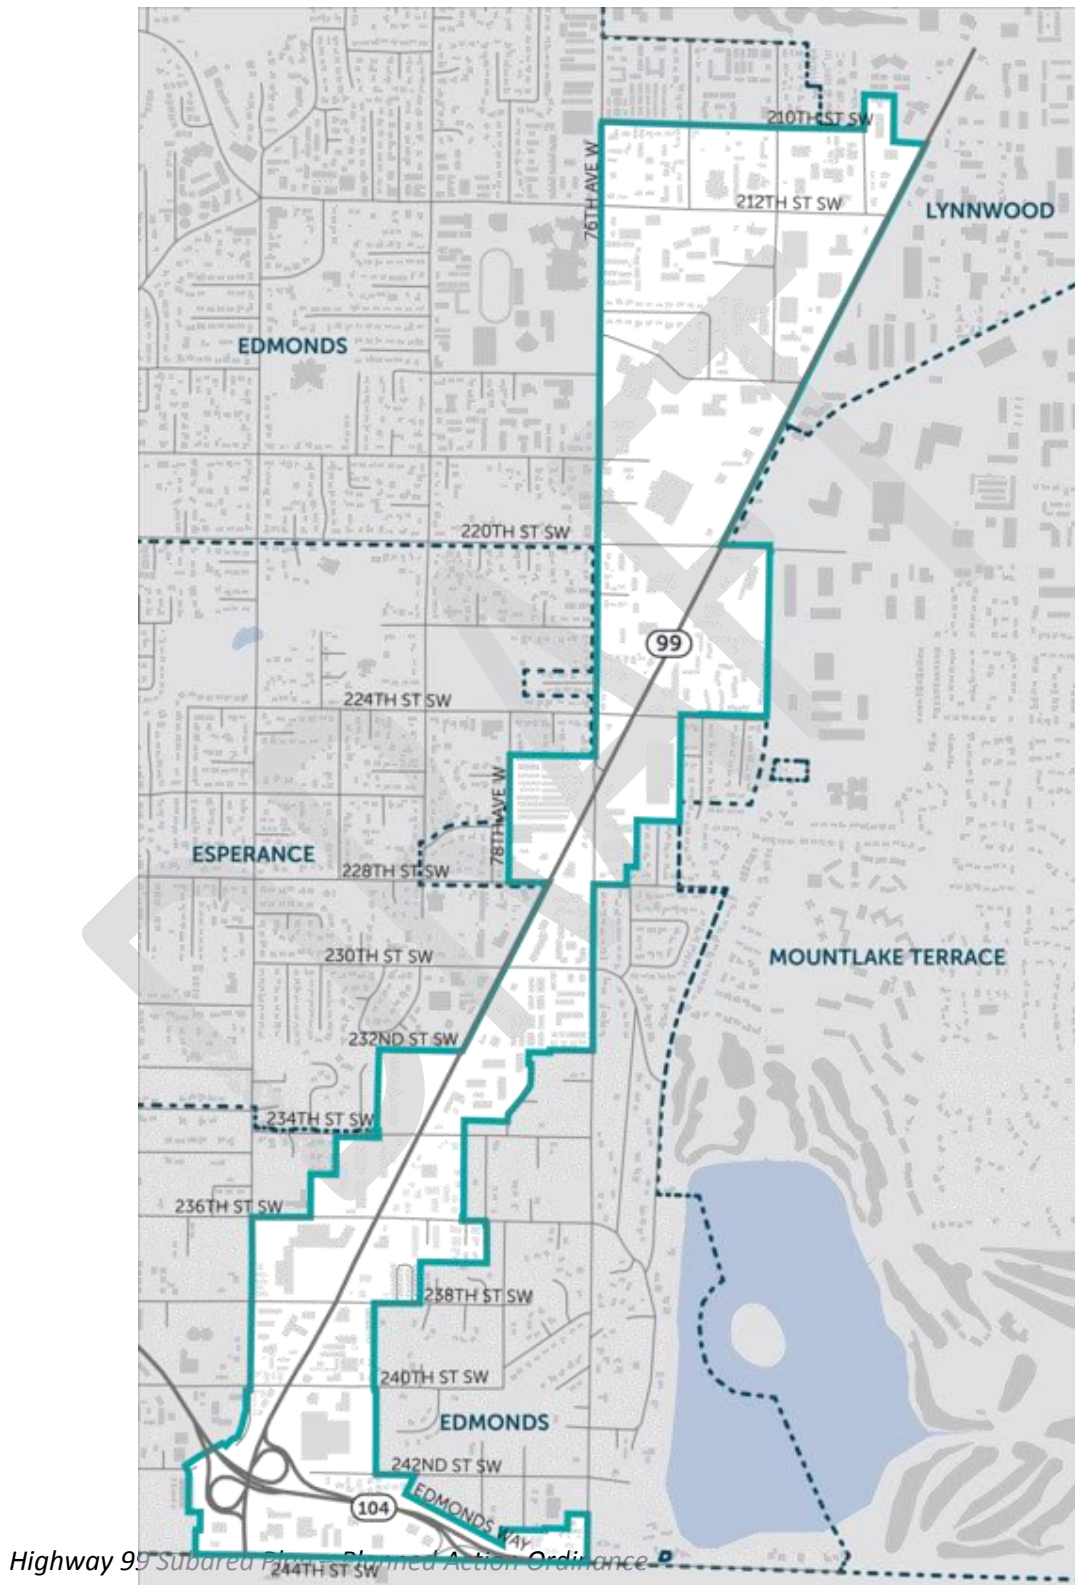 210TH ST SW
76TH AVE W
212TH ST SW
LYNNWOOD
EDMONDS
220TH ST SW
99
224TH ST SW
78TH AVE W
ESPERANCE
228TH ST SW
230TH ST SW
MOUNTLAKE TERRACE
232ND ST SW
234TH ST SW
236TH ST SW
238TH ST SW
240TH ST SW
EDMONDS
242ND ST SW
EDMONDS WAY
104
Highway 99 Subarea Plan – Planned Action Ordinance
244TH ST SW
DRAFT